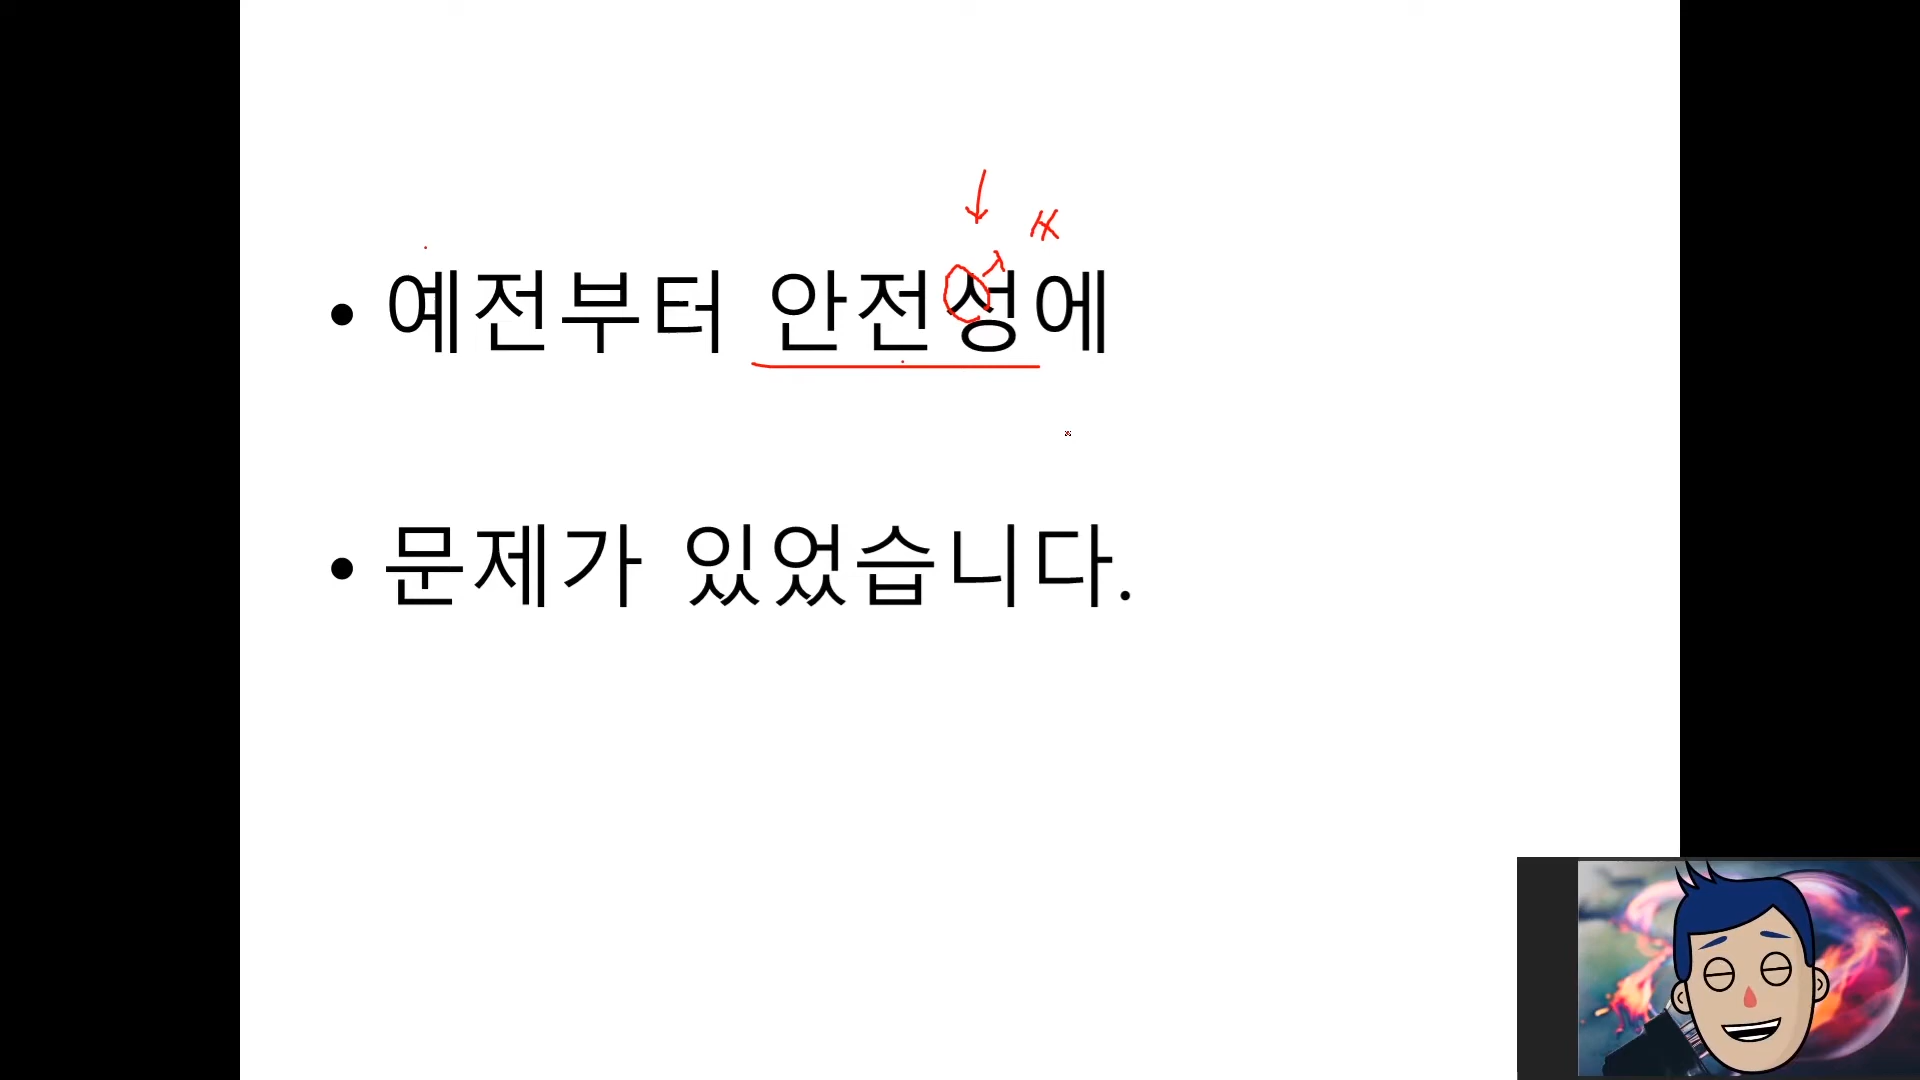 • 예전부터 안전성에
• 문제가 있었습니다.